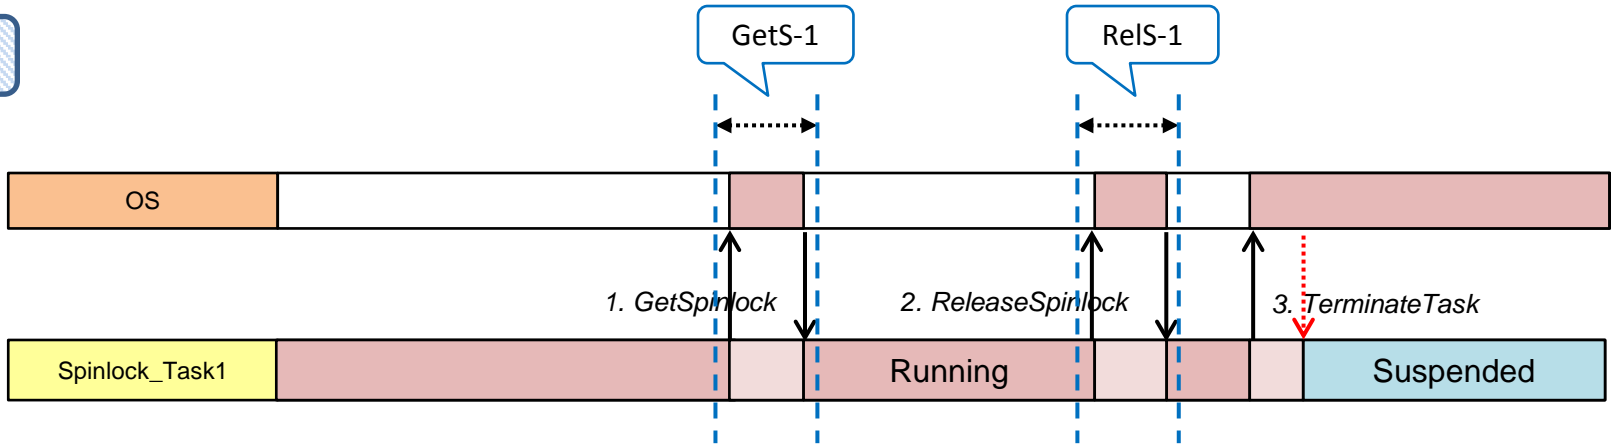 GetS-1
RelS-1
OS
1. GetSpinlock
2. ReleaseSpinlock
3. TerminateTask
Spinlock_Task1
Running
Suspended